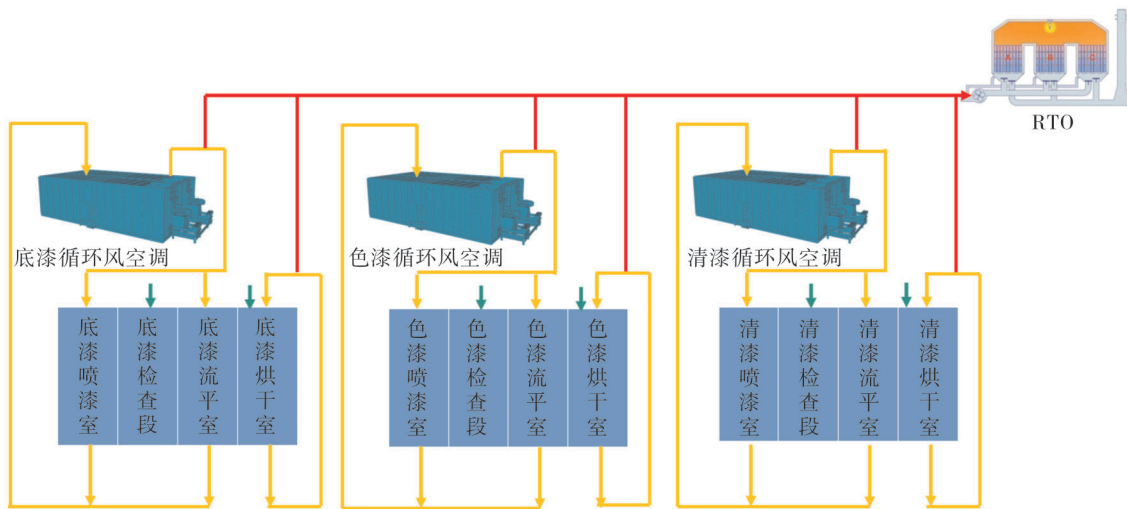 RTO
底漆循环风空调
色漆循环风空调
清漆循环风空调
底漆喷漆室
底漆检查段
底漆流平室
底漆烘干室
色漆喷漆室
色漆检查段
色漆流平室
色漆烘干室
清漆喷漆室
清漆检查段
清漆流平室
清漆烘干室